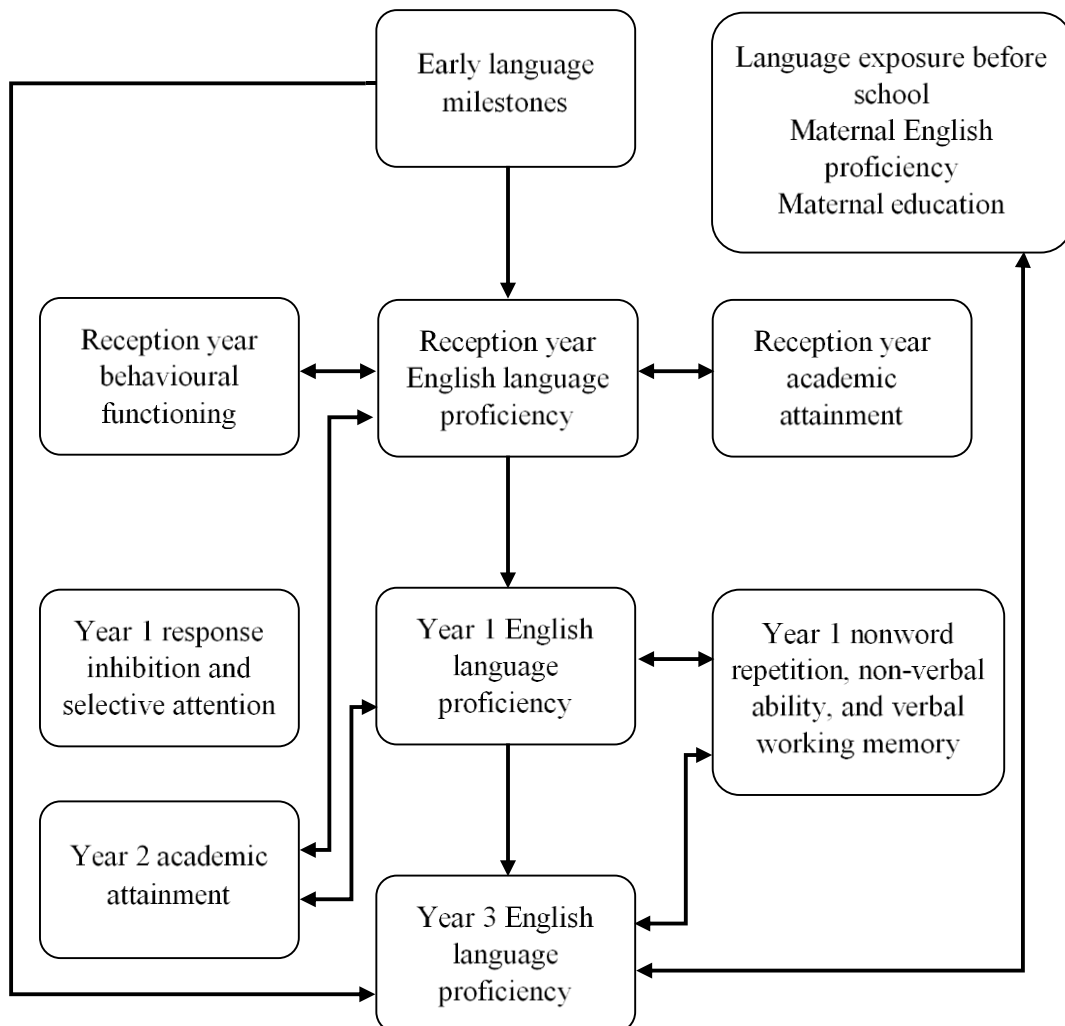 Early language
milestones
Language exposure before
school
Maternal English
proficiency
Maternal education
Reception year
behavioural
functioning
Reception year
English language
proficiency
Reception year
academic
attainment
Year 1 response
inhibition and
selective attention
Year 1 English
language
proficiency
Year 1 nonword
repetition, non-verbal
ability, and verbal
working memory
Year 2 academic
attainment
Year 3 English
language
proficiency